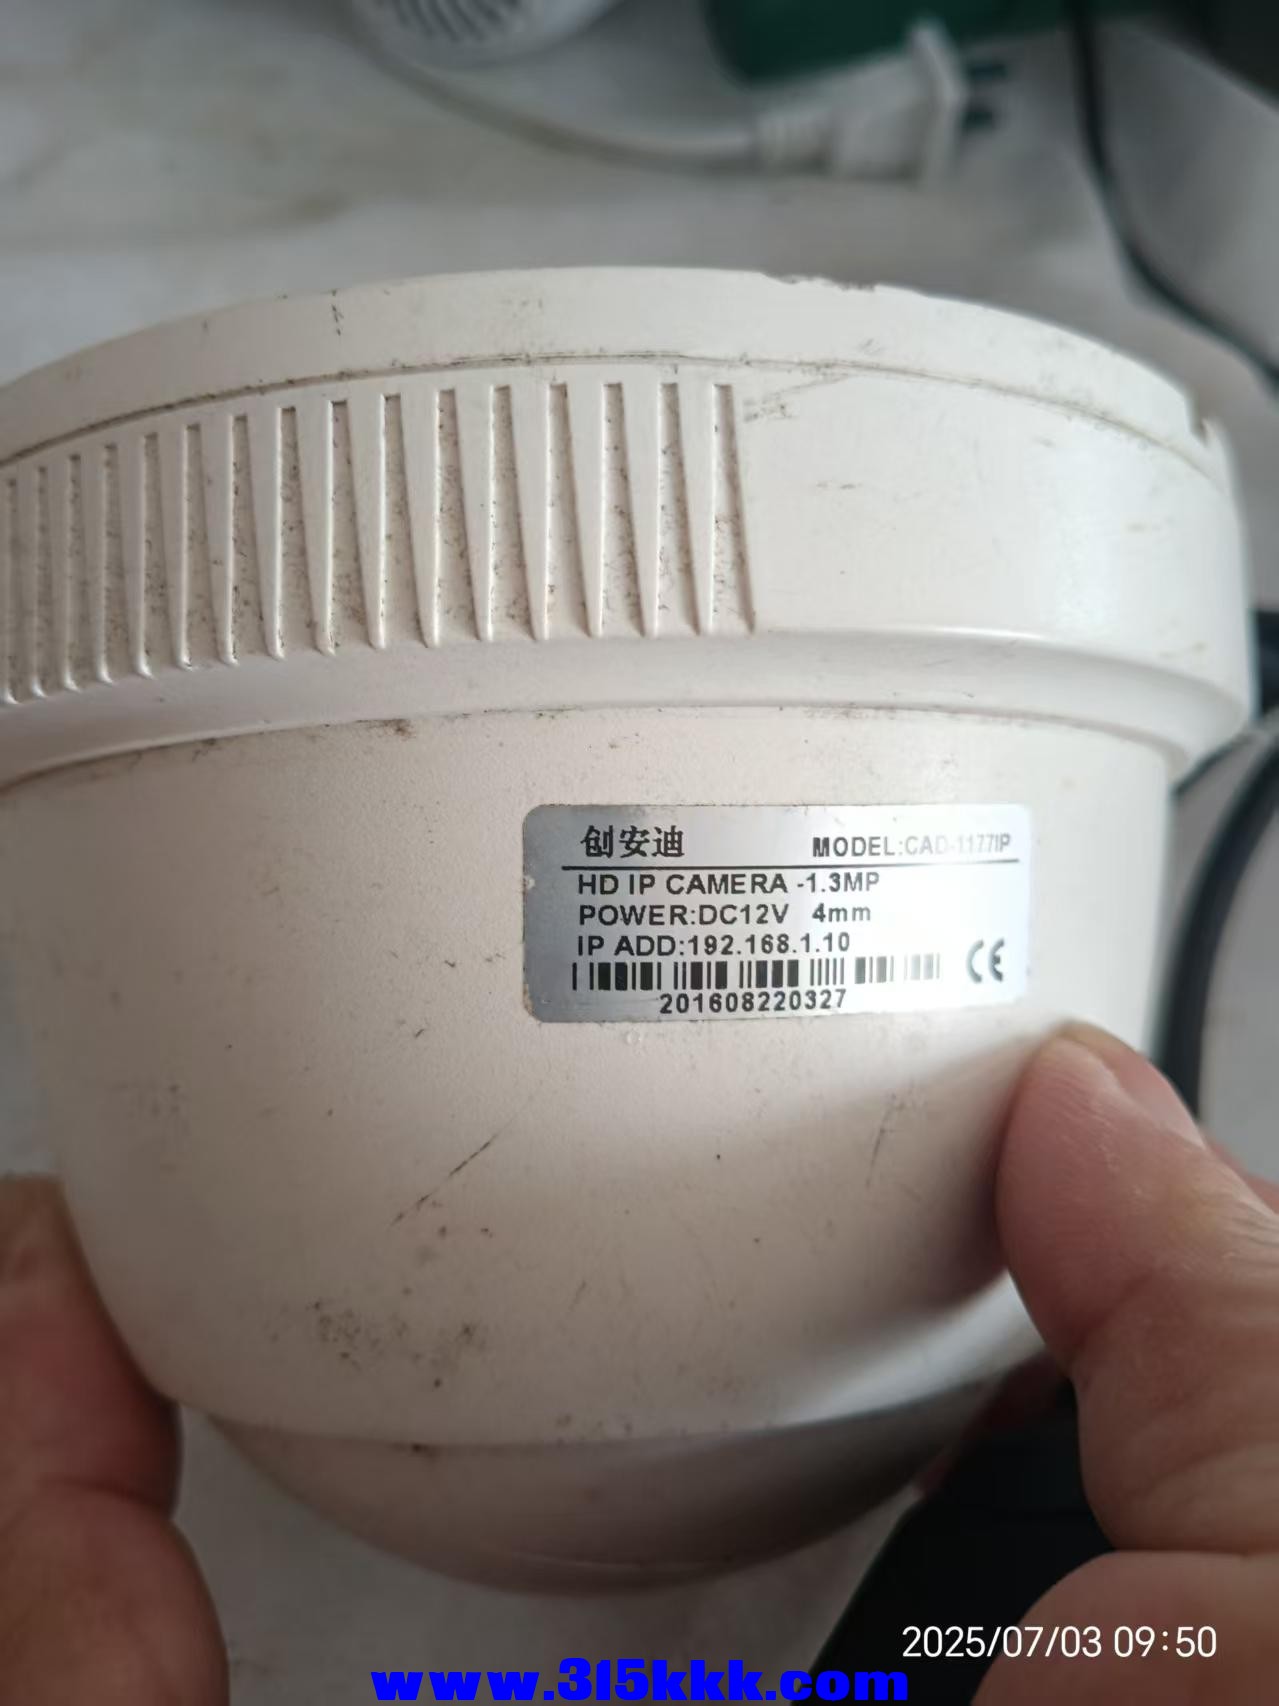 创安迪 MODEL:CAD-1177IP
HD IP CAMERA -1.3MP
POWER:DC12V 4mm
IP ADD:192.168.1.10
CE
201608220327
2025/07/03 09:50
www.315kkk.com